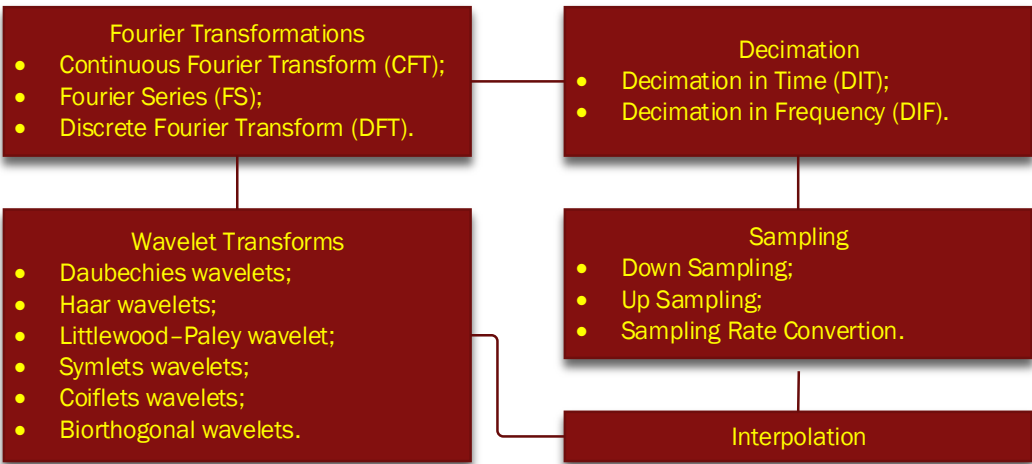 Fourier Transformations
• Continuous Fourier Transform (CFT);
• Fourier Series (FS);
• Discrete Fourier Transform (DFT).
Decimation
• Decimation in Time (DIT);
• Decimation in Frequency (DIF).
Wavelet Transforms
• Daubechies wavelets;
• Haar wavelets;
• Littlewood–Paley wavelet;
• Symlets wavelets;
• Coiflets wavelets;
• Biorthogonal wavelets.
Sampling
• Down Sampling;
• Up Sampling;
• Sampling Rate Convertion.
Interpolation